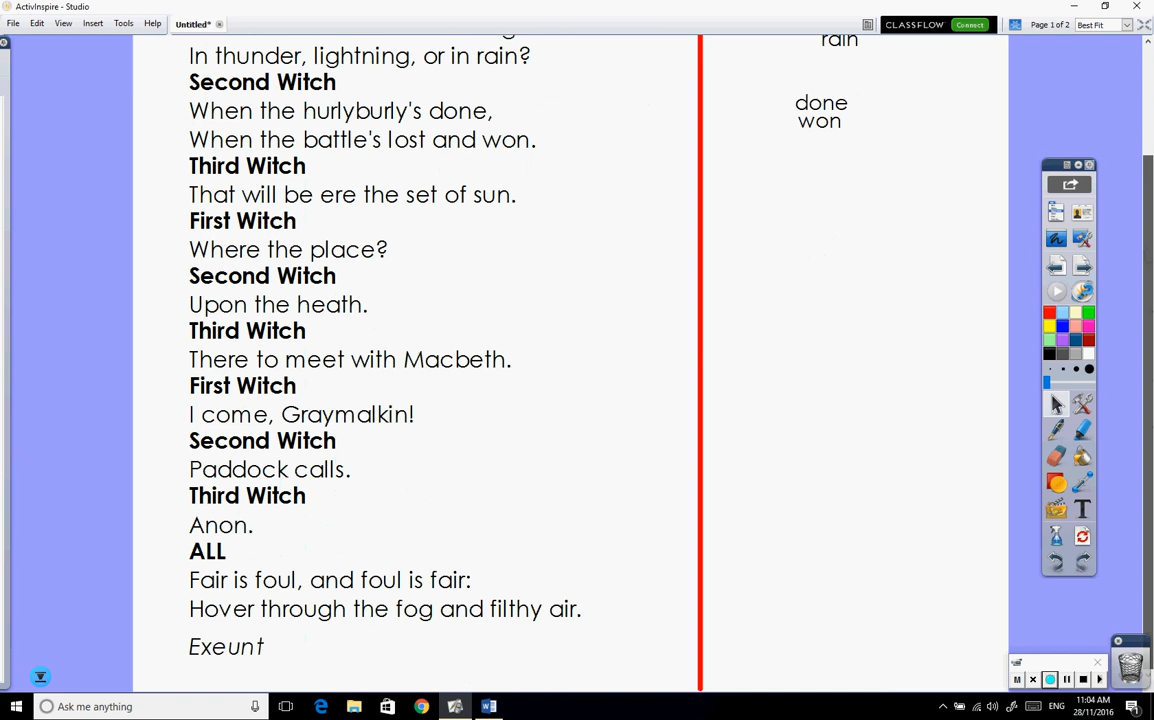 ActivInspire - Studio
File Edit View Insert Tools Help Untitled* CLASSFLOW Connect Page 1 of 2 Best Fit
In thunder, lightning, or in rain?
Second Witch
When the hurlyburly's done,
When the battle's lost and won.
Third Witch
That will be ere the set of sun.
First Witch
Where the place?
Second Witch
Upon the heath.
Third Witch
There to meet with Macbeth.
First Witch
I come, Graymalkin!
Second Witch
Paddock calls.
Third Witch
Anon.
ALL
Fair is foul, and foul is fair:
Hover through the fog and filthy air.
Exeunt
rain
done
won
T
M
Ask me anything
ENG
11:04 AM
28/11/2016